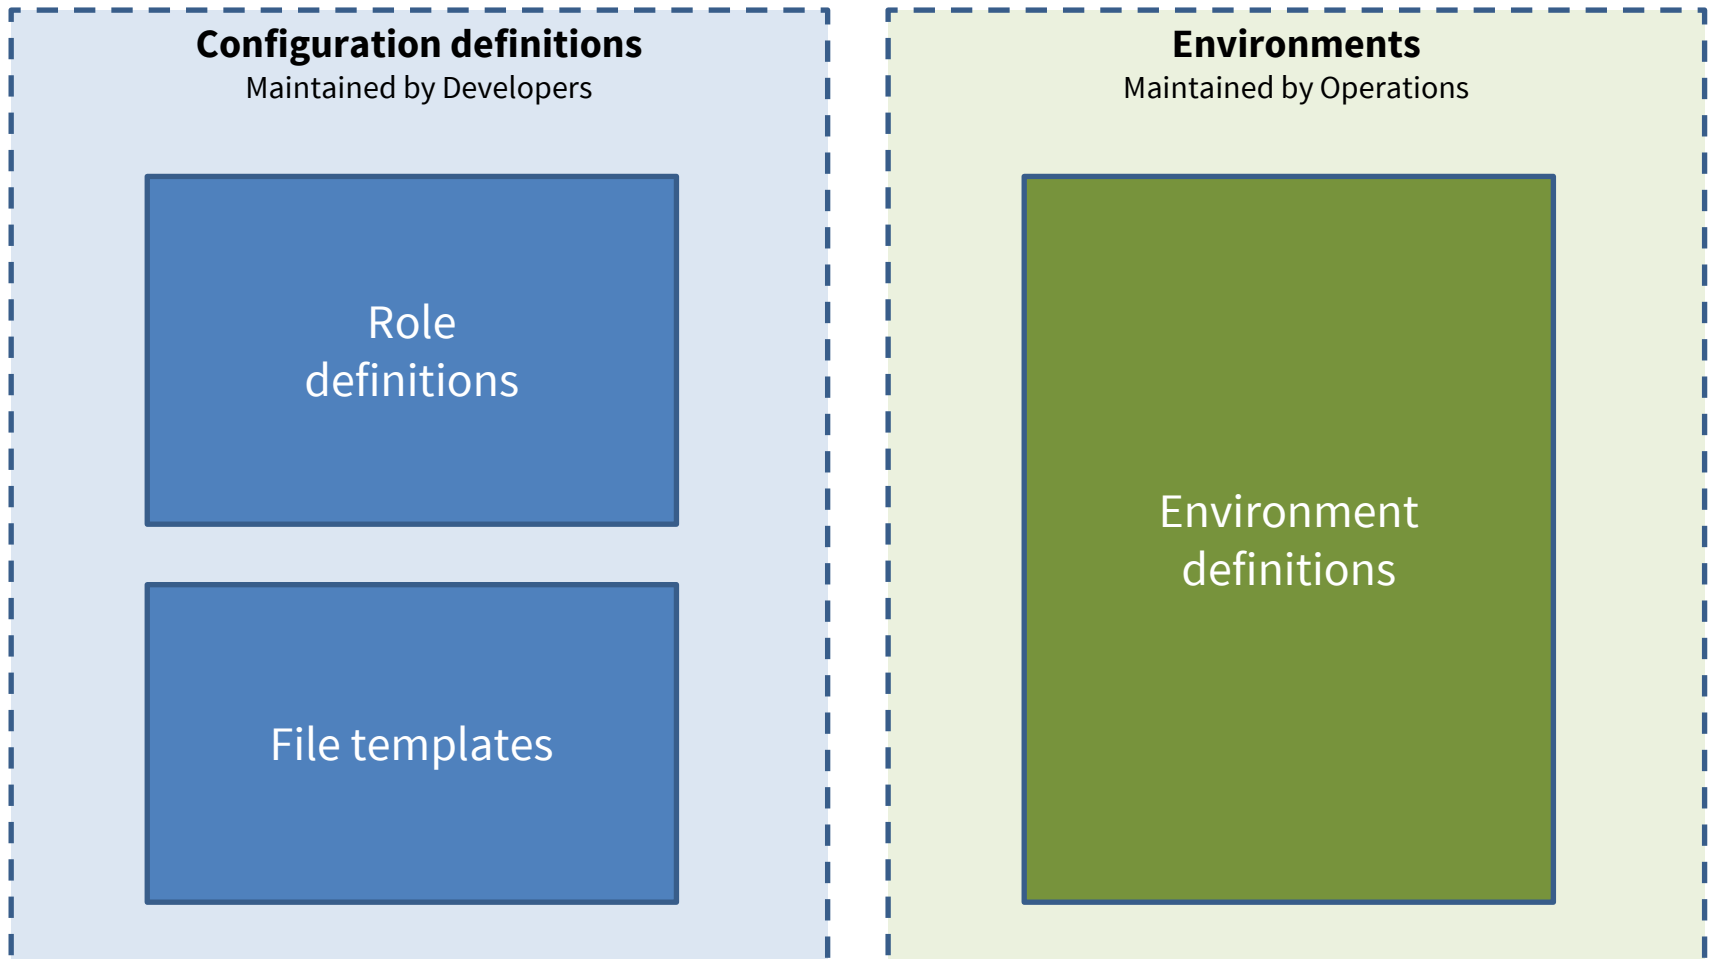 Configuration definitions
Maintained by Developers
Role
definitions
File templates
Environments
Maintained by Operations
Environment
definitions